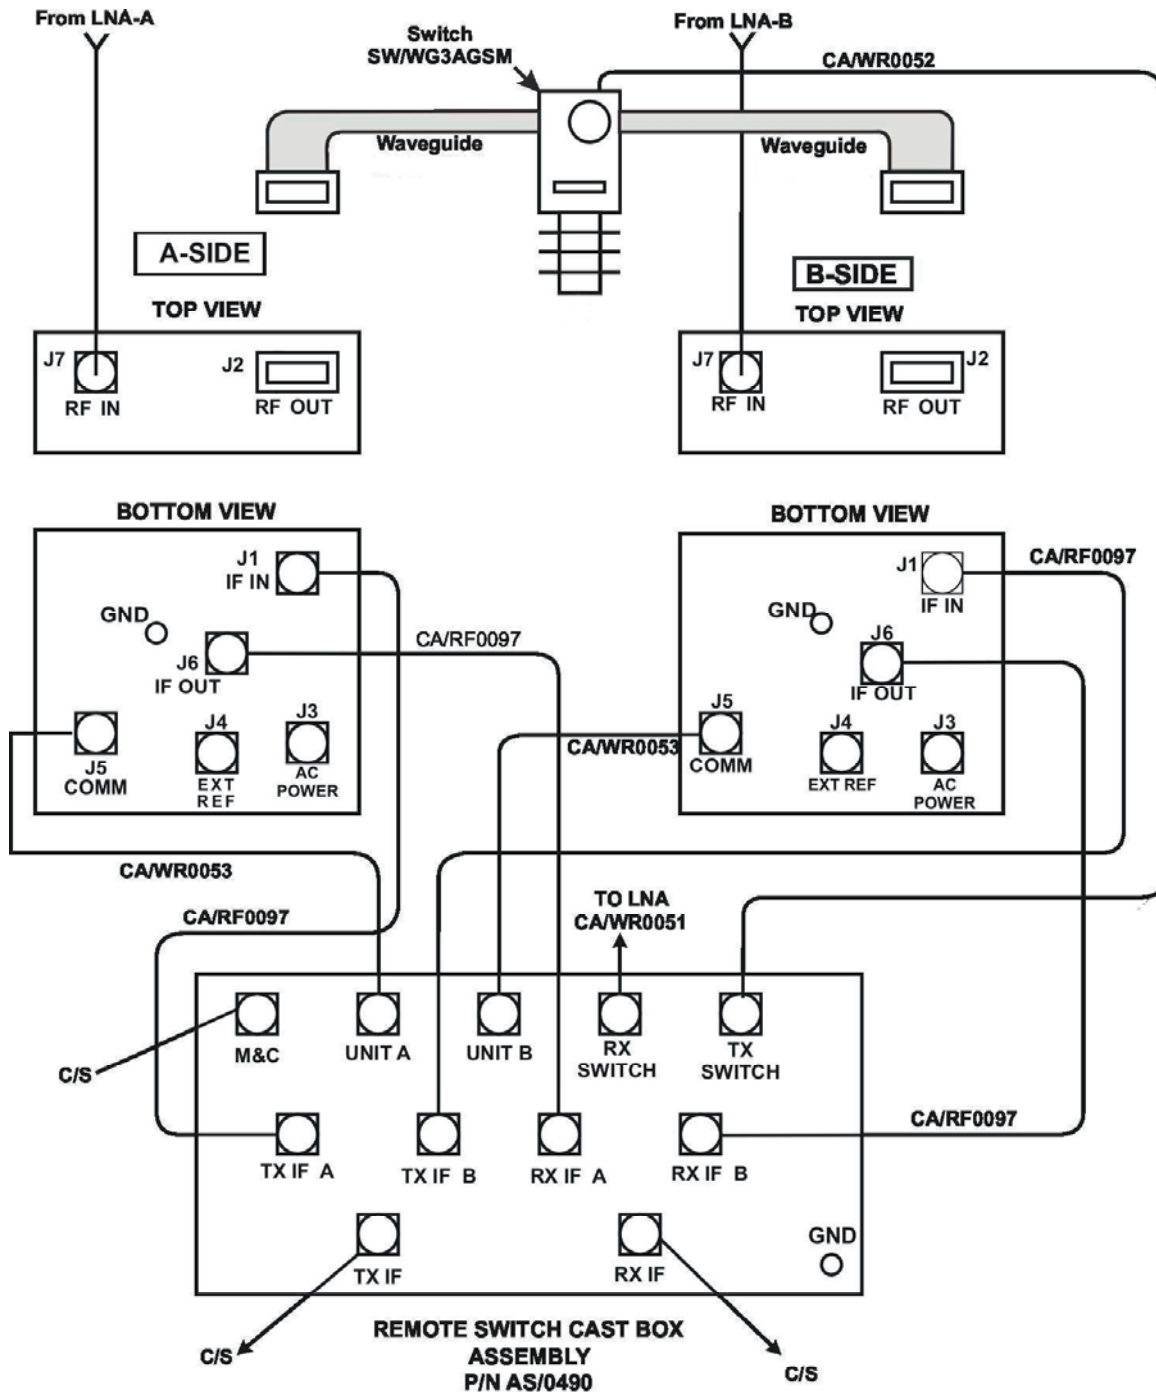 From LNA-A
From LNA-B
Switch
SW/WG3AGSM
CA/WR0052
Waveguide
Waveguide
A-SIDE
B-SIDE
TOP VIEW
TOP VIEW
J7
RF IN
J2
RF OUT
J7
RF IN
J2
RF OUT
BOTTOM VIEW
BOTTOM VIEW
J1
IF IN
GND
J6
IF OUT
CA/RF0097
J5
COMM
J4
EXT
REF
J3
AC
POWER
J1
IF IN
CA/RF0097
GND
J6
IF OUT
J5
COMM
CA/WR0053
J4
EXT REF
J3
AC
POWER
CA/WR0053
CA/RF0097
TO LNA
CA/WR0051
M&C
UNIT A
UNIT B
RX
SWITCH
TX
SWITCH
C/S
TX IF A
TX IF B
RX IF A
RX IF B
CA/RF0097
TX IF
RX IF
GND
C/S
C/S
REMOTE SWITCH CAST BOX
ASSEMBLY
P/N AS/0490